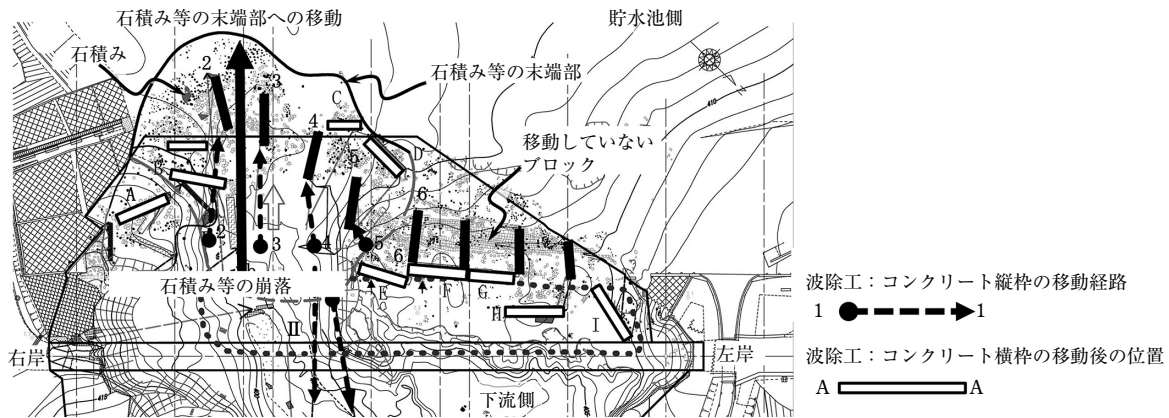 石積み等の末端部への移動
貯水池側
石積み
石積み等の末端部
2
3
C
4
移動していない
ブロック
5
D
B
A
6
1
2
3
4
5
6
石積み等の崩落
E
F
G
H
I
Ⅱ
右岸
左岸
下流側
410
415
波除工：コンクリート縦枠の移動経路
1 1
波除工：コンクリート横枠の移動後の位置
A A